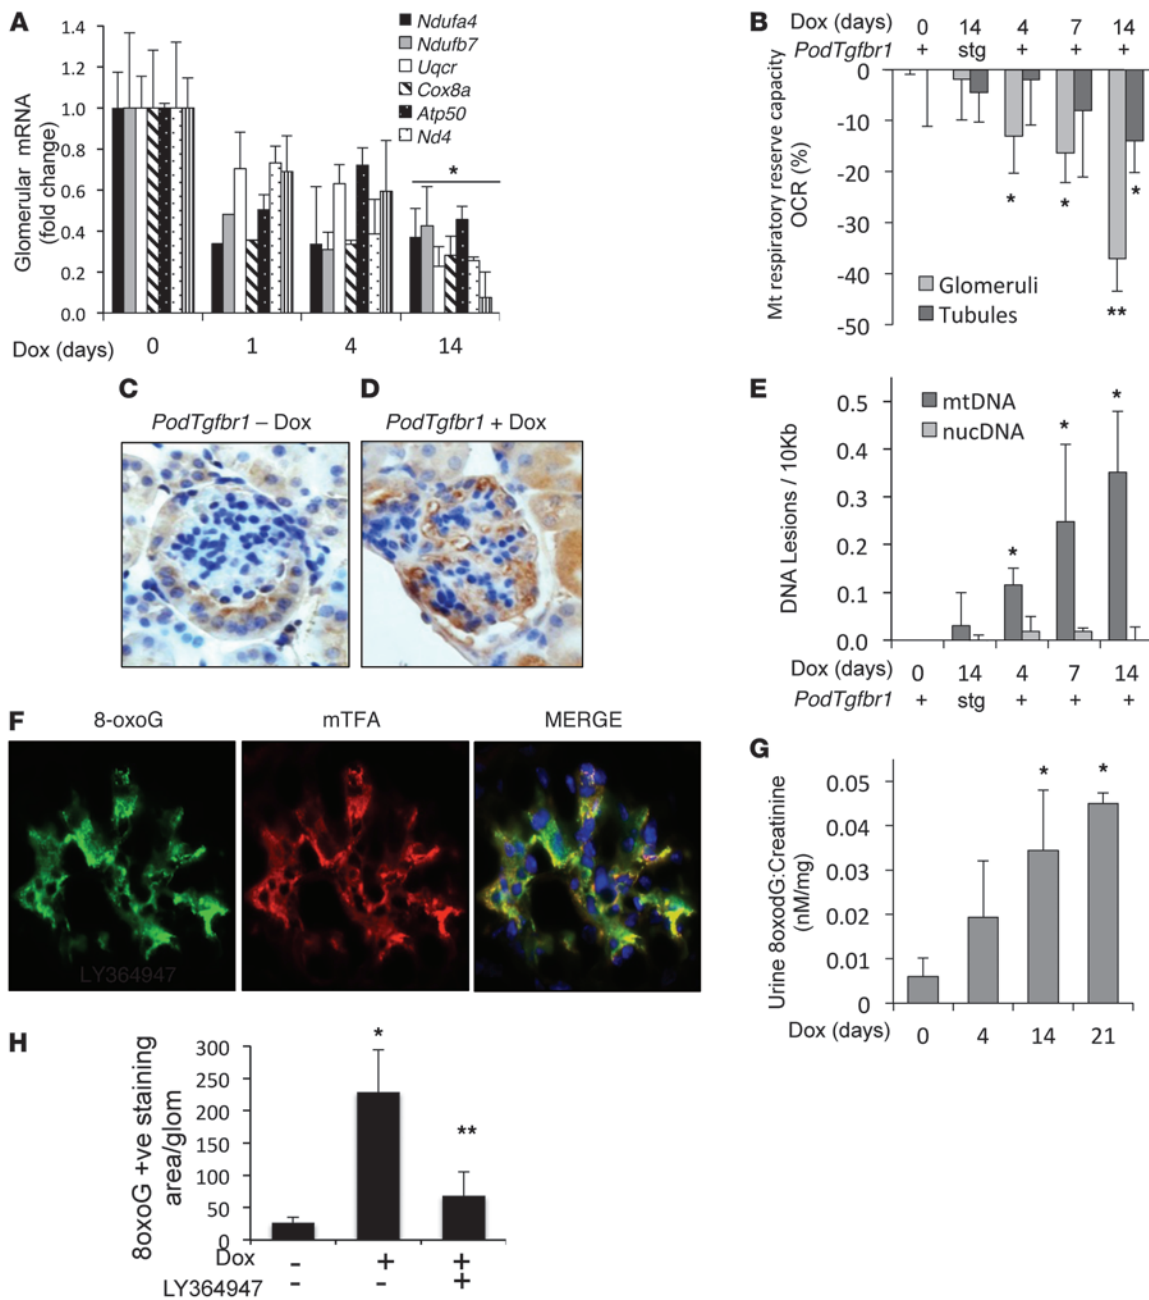 A
Glomerular mRNA
(fold change)
1.4
1.2
1.0
0.8
0.6
0.4
0.2
0.0
Ndufa4
Ndufb7
Uqcr
Cox8a
Atp50
Nd4
*
Dox (days) 0 1 4 14
B
Dox (days) 0 14 4 7 14
PodTgfbr1 + stg + + +
Mt respiratory reserve capacity
OCR (%)
0
-10
-20
-30
-40
-50
* * ** *
Glomeruli
Tubules
C
PodTgfbr1 – Dox
D
PodTgfbr1 + Dox
E
DNA Lesions / 10Kb
0.5
0.4
0.3
0.2
0.1
0.0
mtDNA
nucDNA
* * *
Dox (days) 0 14 4 7 14
PodTgfbr1 + stg + + +
F
8-oxoG mTFA MERGE
LY364947
G
Urine 8oxodG:Creatinine
(nM/mg)
0.05
0.04
0.03
0.02
0.01
0
* *
Dox (days) 0 4 14 21
H
8oxoG +ve staining
area/glom
300
250
200
150
100
50
0
* **
Dox - + +
LY364947 - - +